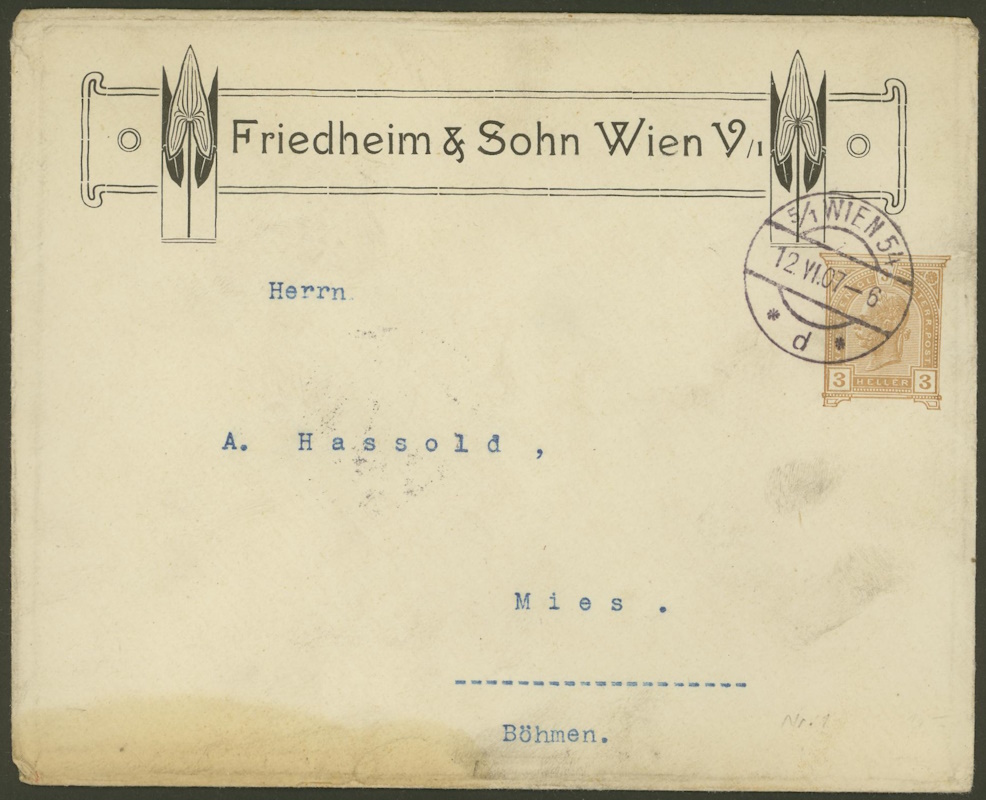 Friedheim & Sohn Wien V/1
5/1 WIEN 54
12.VI.07–6
* d *
3 HELLER 3
Herrn
A. Hassold,
Mies.
Böhmen.